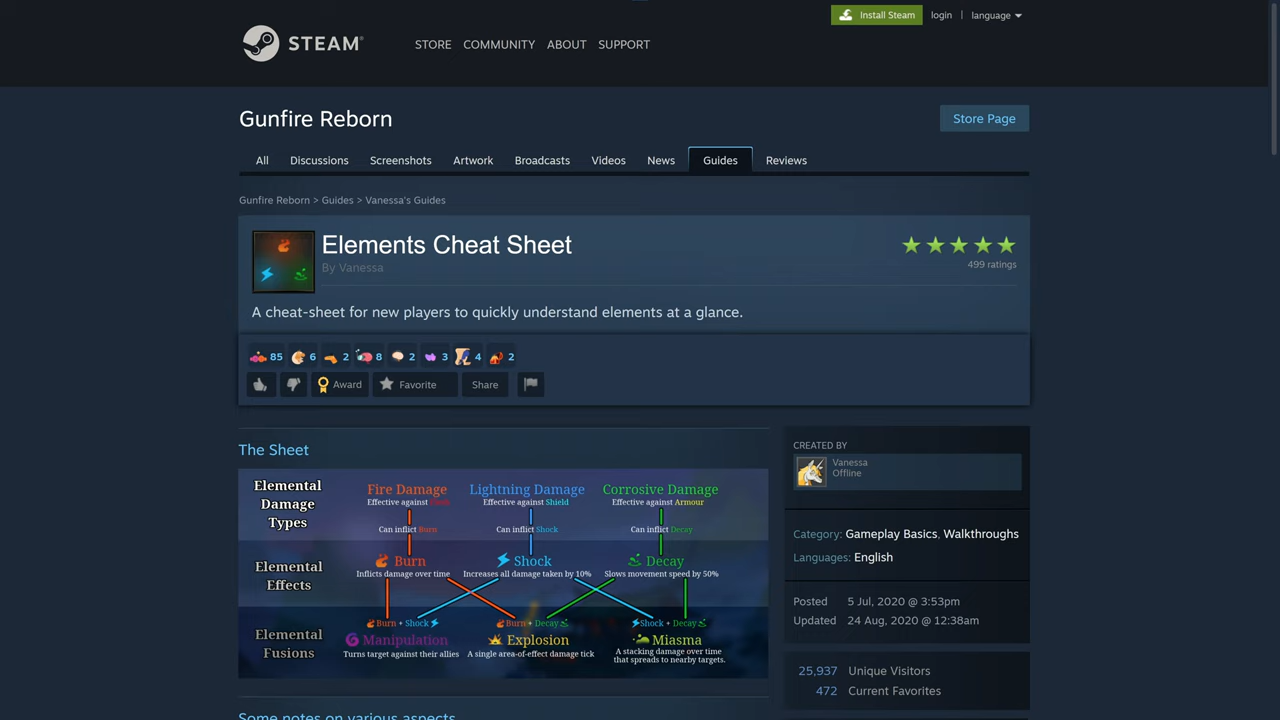 Install Steam
login | language
STEAM
STORE COMMUNITY ABOUT SUPPORT
Gunfire Reborn
Store Page
All Discussions Screenshots Artwork Broadcasts Videos News Guides Reviews
Gunfire Reborn > Guides > Vanessa's Guides
Elements Cheat Sheet
By Vanessa
499 ratings
A cheat-sheet for new players to quickly understand elements at a glance.
85 6 2 8 2 3 4 2
Award Favorite Share
The Sheet
Elemental Damage Types
Fire Damage Lightning Damage Corrosive Damage
Effective against Effective against Shield Effective against Armour
Can inflict Burn Can inflict Shock Can inflict Decay
Elemental Effects
Burn Shock Decay
Inflicts damage over time Increases all damage taken by 10% Slows movement speed by 50%
Elemental Fusions
Burn + Shock Burn + Decay Shock + Decay
Manipulation Explosion Miasma
Turns target against their allies A single area-of-effect damage tick A stacking damage over time
that spreads to nearby targets.
Some notes on various aspects
CREATED BY
Vanessa
Offline
Category: Gameplay Basics, Walkthroughs
Languages: English
Posted 5 Jul, 2020 @ 3:53pm
Updated 24 Aug, 2020 @ 12:38am
25,937 Unique Visitors
472 Current Favorites